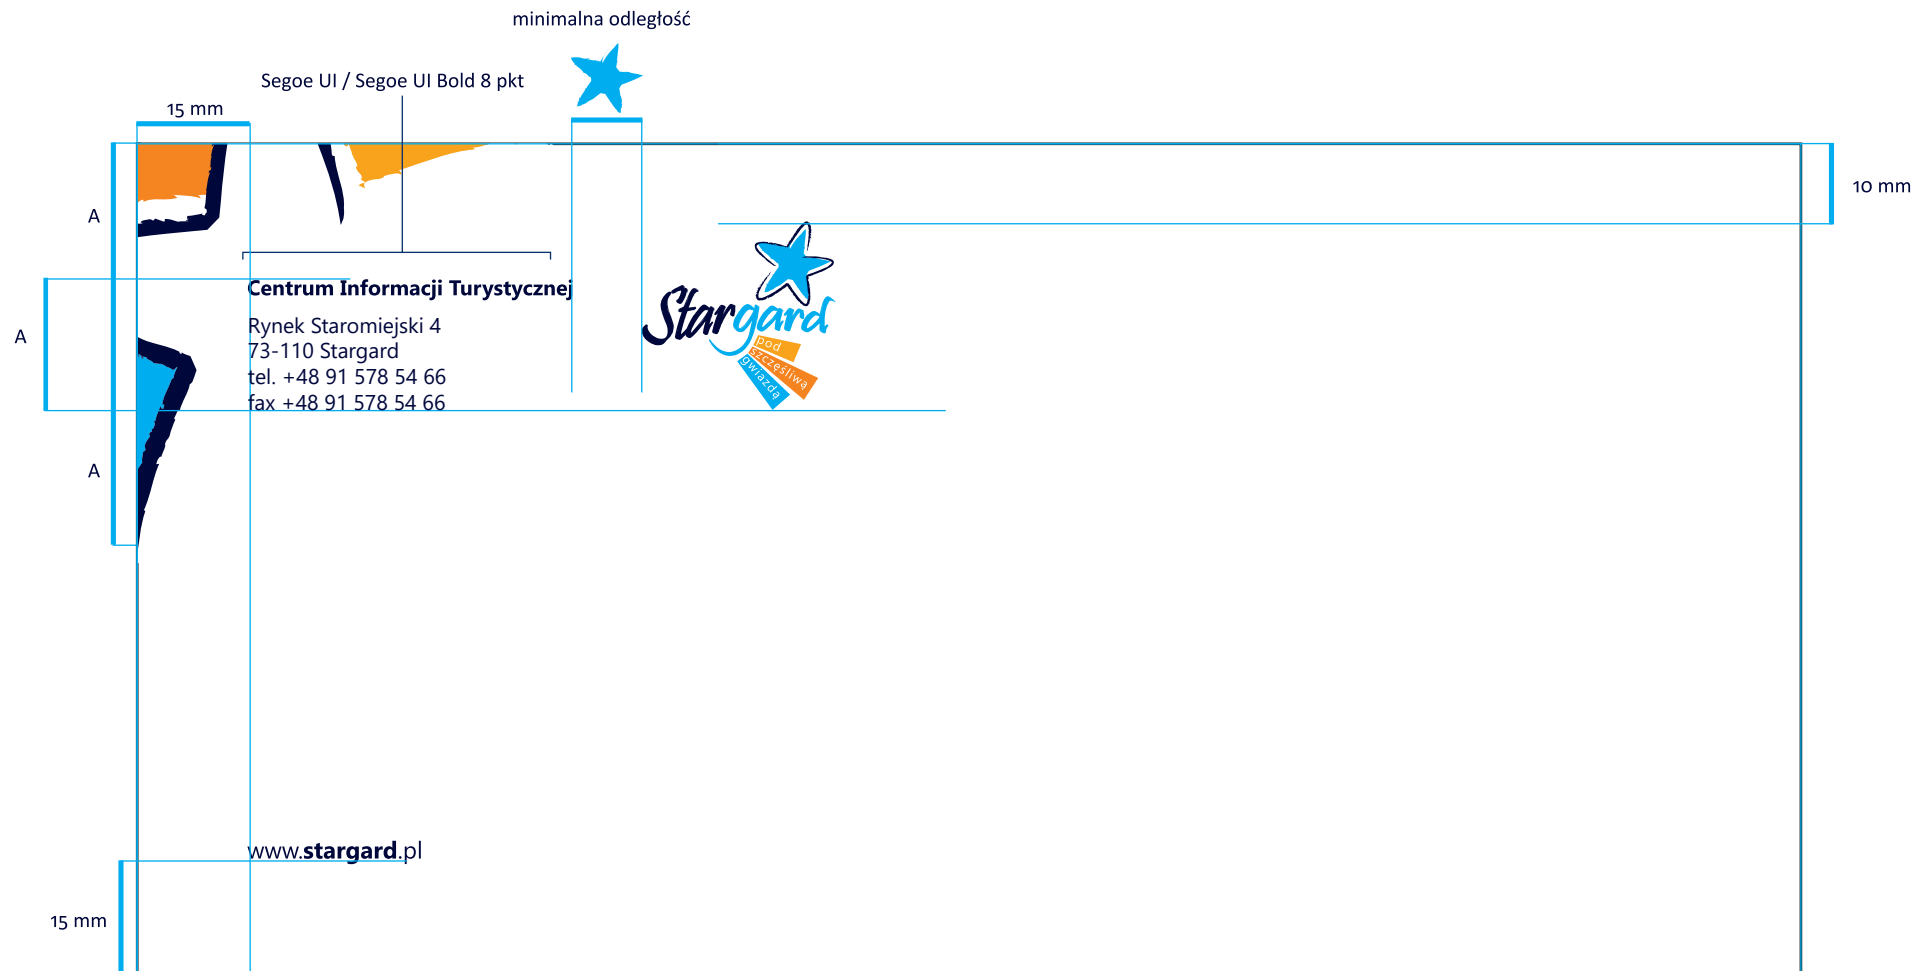 minimalna odległość
Segoe UI / Segoe UI Bold 8 pkt
15 mm
10 mm
A
Centrum Informacji Turystycznej
Rynek Staromiejski 4
73-110 Stargard
tel. +48 91 578 54 66
fax +48 91 578 54 66
Stargard
pod
szczęśliwą
gwiazdą
A
A
www.stargard.pl
15 mm